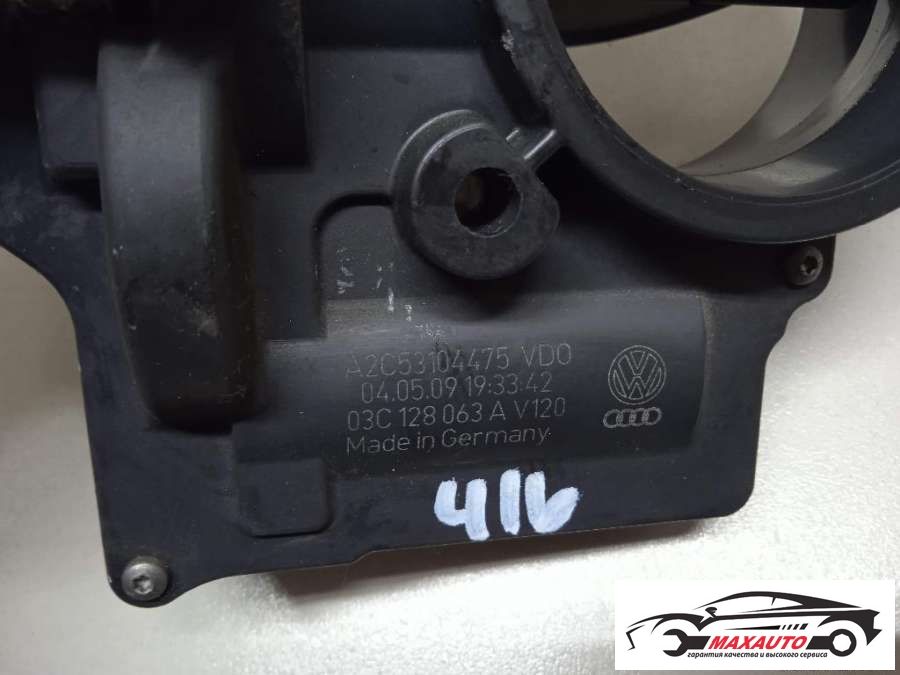 A2C53104475 VDO
04.05.09 19:33:42
03C 128 063 A V120
Made in Germany
416
MAXAUTO
гарантия качества и высокого сервиса